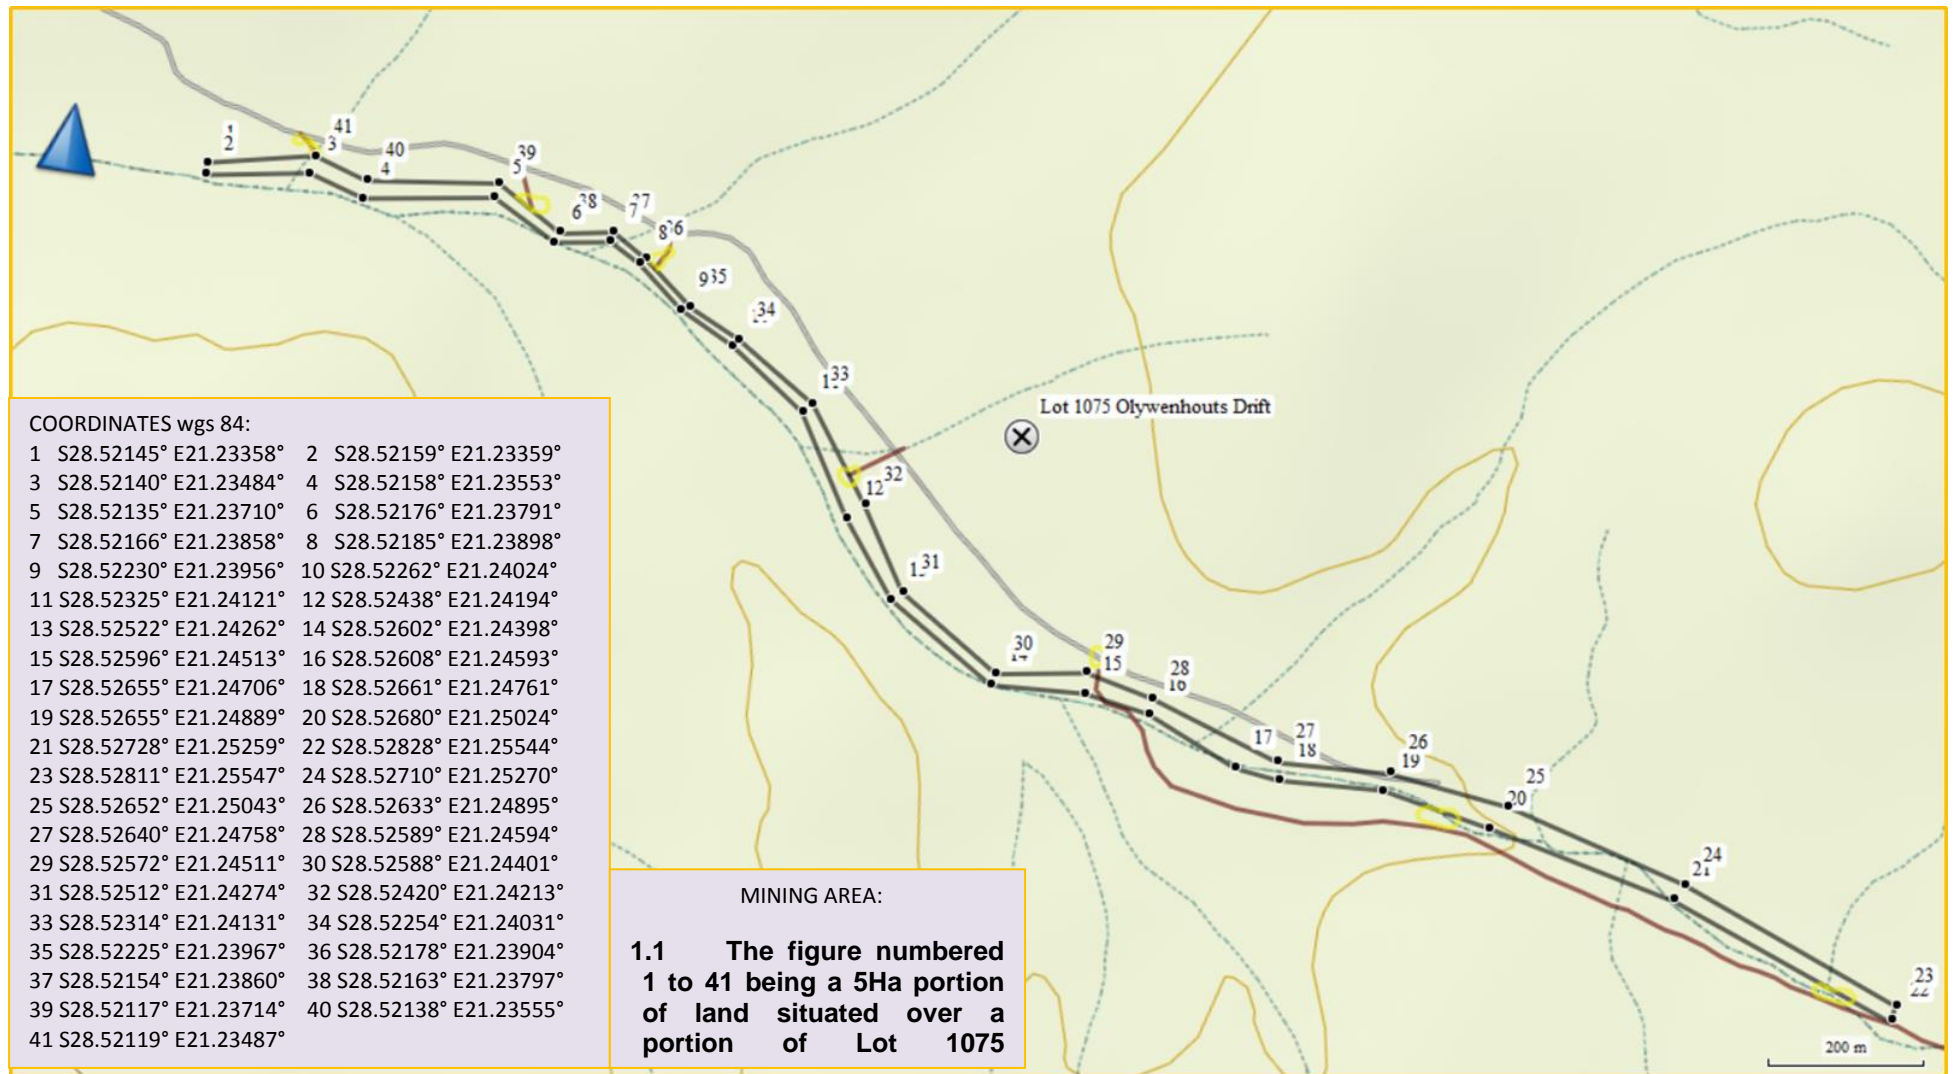 1
2
41
3
40
4
39
5
38
6
37
7
36
8
9
35
34
33
32
12
31
30
14
29
15
28
16
17
27
18
26
19
25
20
24
21
23
22
Lot 1075 Olywenhouts Drift
COORDINATES wgs 84:
1 S28.52145° E21.23358° 2 S28.52159° E21.23359°
3 S28.52140° E21.23484° 4 S28.52158° E21.23553°
5 S28.52135° E21.23710° 6 S28.52176° E21.23791°
7 S28.52166° E21.23858° 8 S28.52185° E21.23898°
9 S28.52230° E21.23956° 10 S28.52262° E21.24024°
11 S28.52325° E21.24121° 12 S28.52438° E21.24194°
13 S28.52522° E21.24262° 14 S28.52602° E21.24398°
15 S28.52596° E21.24513° 16 S28.52608° E21.24593°
17 S28.52655° E21.24706° 18 S28.52661° E21.24761°
19 S28.52655° E21.24889° 20 S28.52680° E21.25024°
21 S28.52728° E21.25259° 22 S28.52828° E21.25544°
23 S28.52811° E21.25547° 24 S28.52710° E21.25270°
25 S28.52652° E21.25043° 26 S28.52633° E21.24895°
27 S28.52640° E21.24758° 28 S28.52589° E21.24594°
29 S28.52572° E21.24511° 30 S28.52588° E21.24401°
31 S28.52512° E21.24274° 32 S28.52420° E21.24213°
33 S28.52314° E21.24131° 34 S28.52254° E21.24031°
35 S28.52225° E21.23967° 36 S28.52178° E21.23904°
37 S28.52154° E21.23860° 38 S28.52163° E21.23797°
39 S28.52117° E21.23714° 40 S28.52138° E21.23555°
41 S28.52119° E21.23487°
MINING AREA:
1.1 The figure numbered
1 to 41 being a 5Ha portion
of land situated over a
portion of Lot 1075
200 m